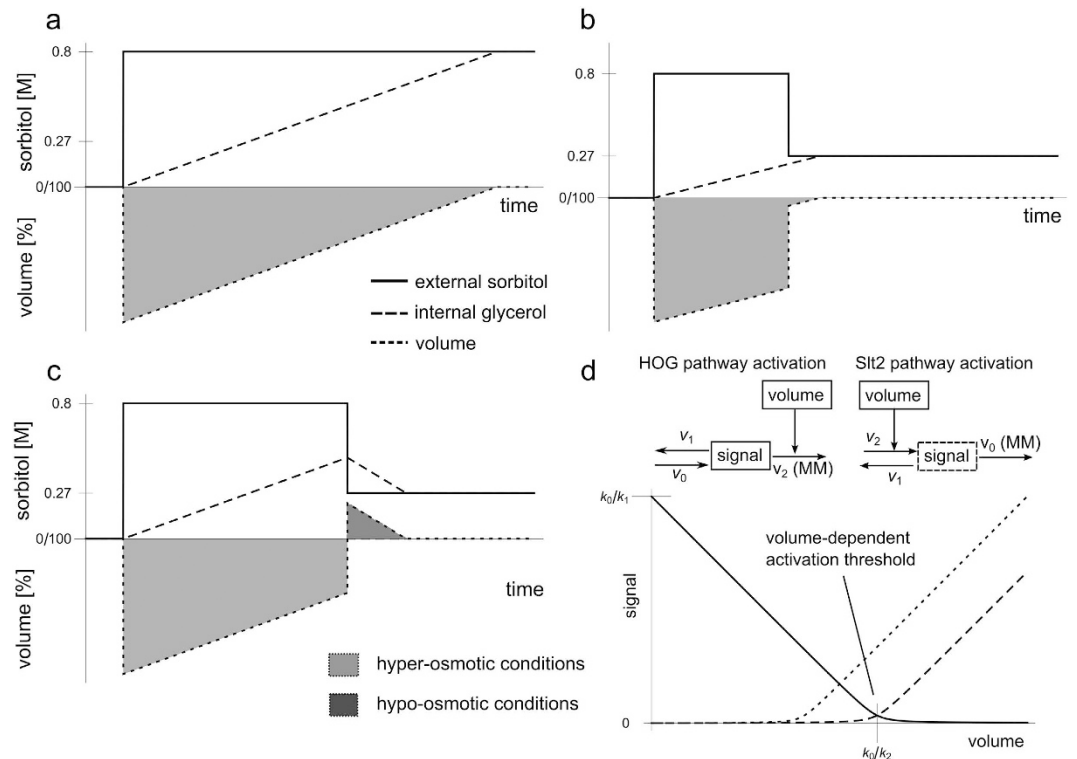 a
sorbitol [M]
0.8
0.27
0/100
volume [%]
time
external sorbitol
internal glycerol
volume
b
0.8
0.27
0/100
time
c
sorbitol [M]
0.8
0.27
0/100
volume [%]
time
hyper-osmotic conditions
hypo-osmotic conditions
d
HOG pathway activation
volume
v1
signal
v0
v2 (MM)
Slt2 pathway activation
volume
v2
signal
v0 (MM)
v1
k0/k1
volume-dependent
activation threshold
signal
0
k0/k2
volume